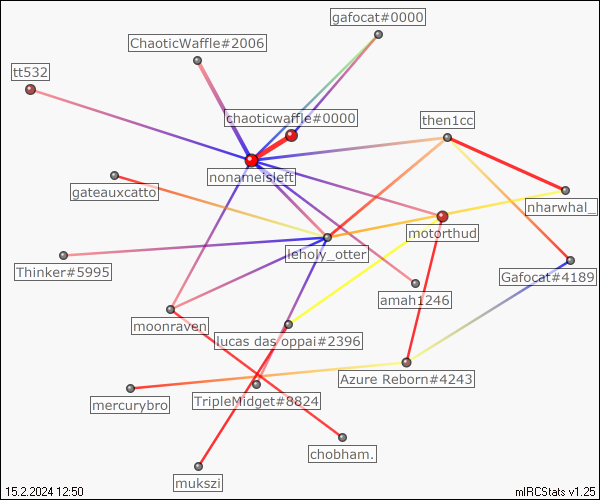 gafocat#0000
ChaoticWaffle#2006
tt532
chaoticwaffle#0000
then1cc
nonameisleft
gateauxcatto
nharwhal_
motorthud
leholy_otter
Thinker#5995
Gafocat#4189
amah1246
moonraven
lucas das oppai#2396
Azure Reborn#4243
mercurybro
TripleMidget#8824
chobham.
mukszi
15.2.2024 12:50
mIRCStats v1.25